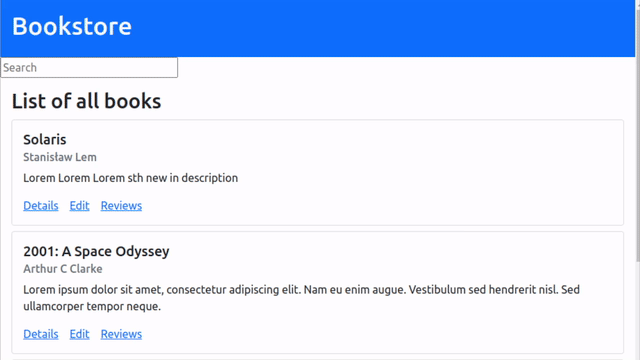 Bookstore
Search
List of all books
Solaris
Stanisław Lem
Lorem Lorem Lorem sth new in description
Details Edit Reviews
2001: A Space Odyssey
Arthur C Clarke
Lorem ipsum dolor sit amet, consectetur adipiscing elit. Nam eu enim augue. Vestibulum sed hendrerit nisl. Sed
ullamcorper tempor neque.
Details Edit Reviews